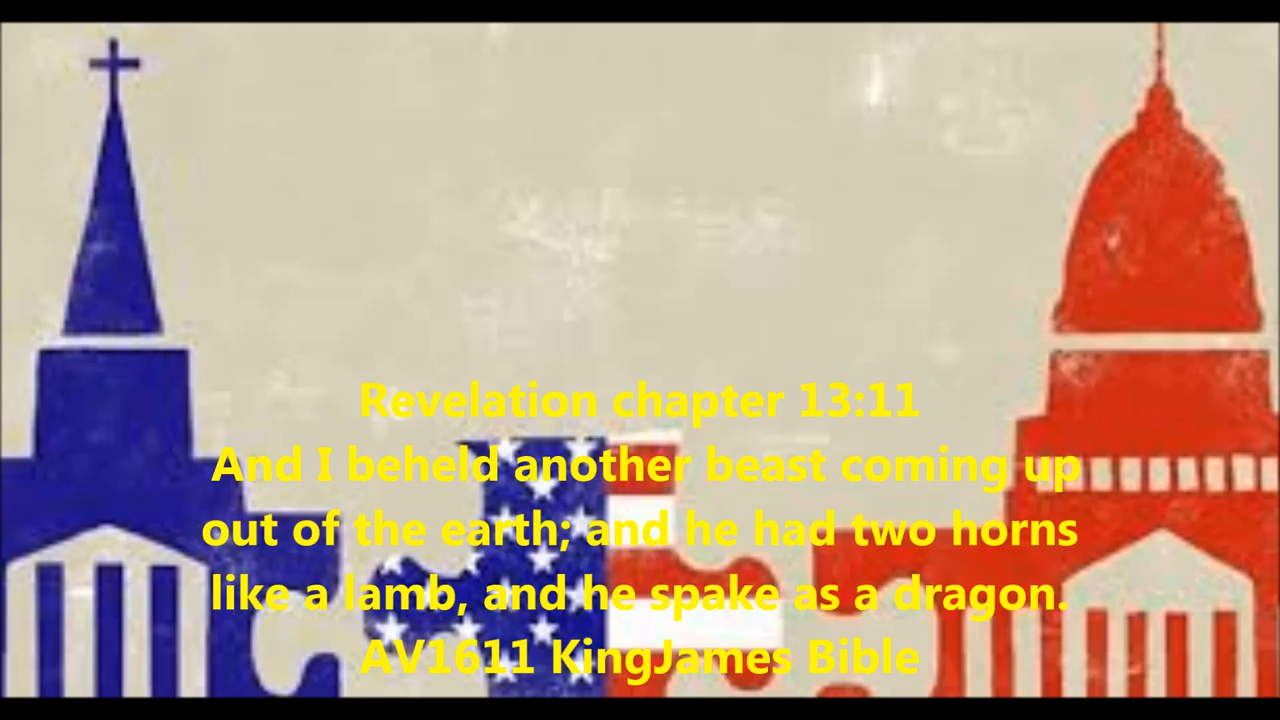 Revelation chapter 13:11
And I beheld another beast coming up
out of the earth; and he had two horns
like a lamb, and he spake as a dragon.
AV1611 KingJames Bible